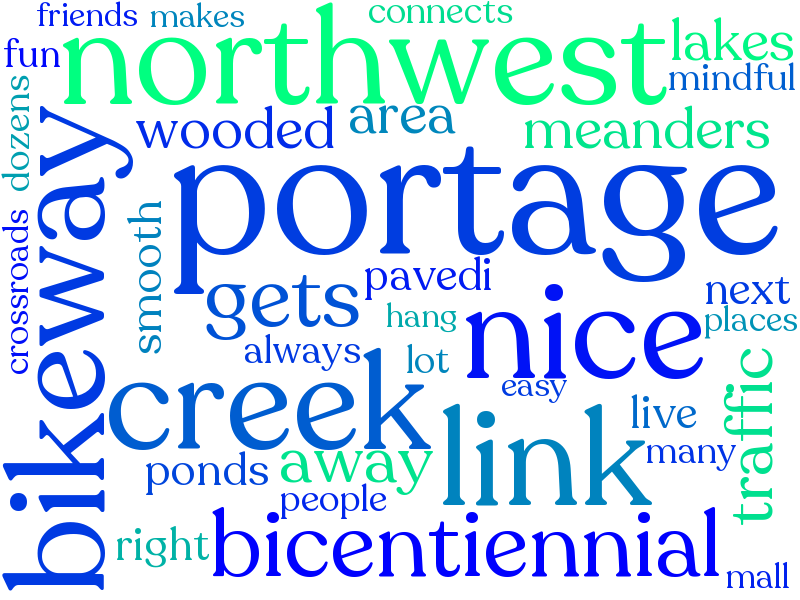 friends
makes
connects
fun
northwest
lakes
mindful
dozens
wooded
area
meanders
bikeway
portage
crossroads
smooth
gets
pavedi
next
hang
nice
places
always
lot
easy
creek
link
live
traffic
many
ponds
away
people
right
bicentiennial
mall